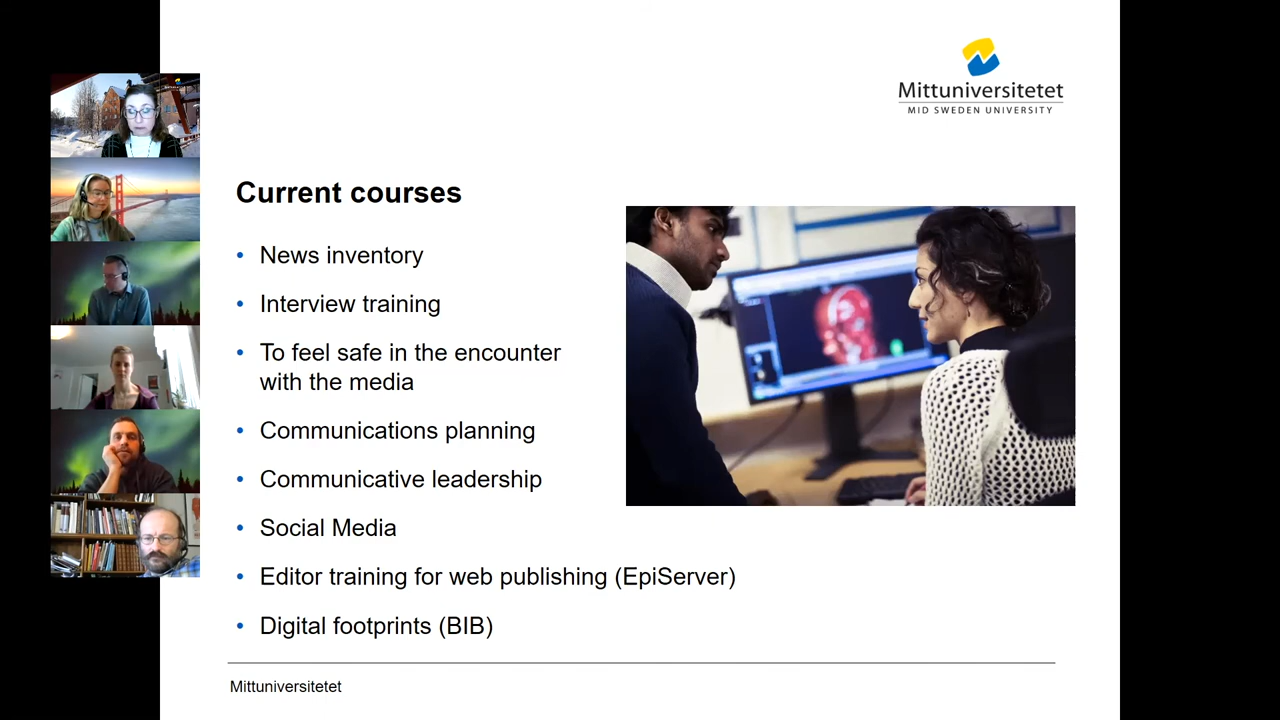 Mittuniversitetet
MID SWEDEN UNIVERSITY
Current courses
• News inventory
• Interview training
• To feel safe in the encounter
with the media
• Communications planning
• Communicative leadership
• Social Media
• Editor training for web publishing (EpiServer)
• Digital footprints (BIB)
Mittuniversitetet